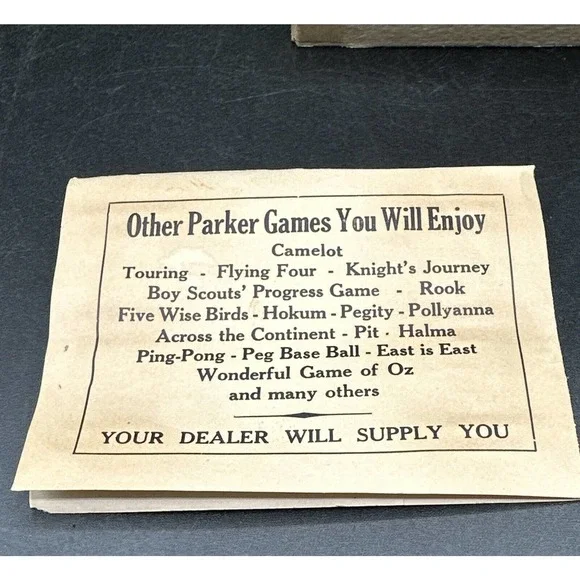 Other Parker Games You Will Enjoy
Camelot
Touring - Flying Four - Knight's Journey
Boy Scouts' Progress Game - Rook
Five Wise Birds - Hokum - Pegity - Pollyanna
Across the Continent - Pit · Halma
Ping-Pong - Peg Base Ball - East is East
Wonderful Game of Oz
and many others
YOUR DEALER WILL SUPPLY YOU